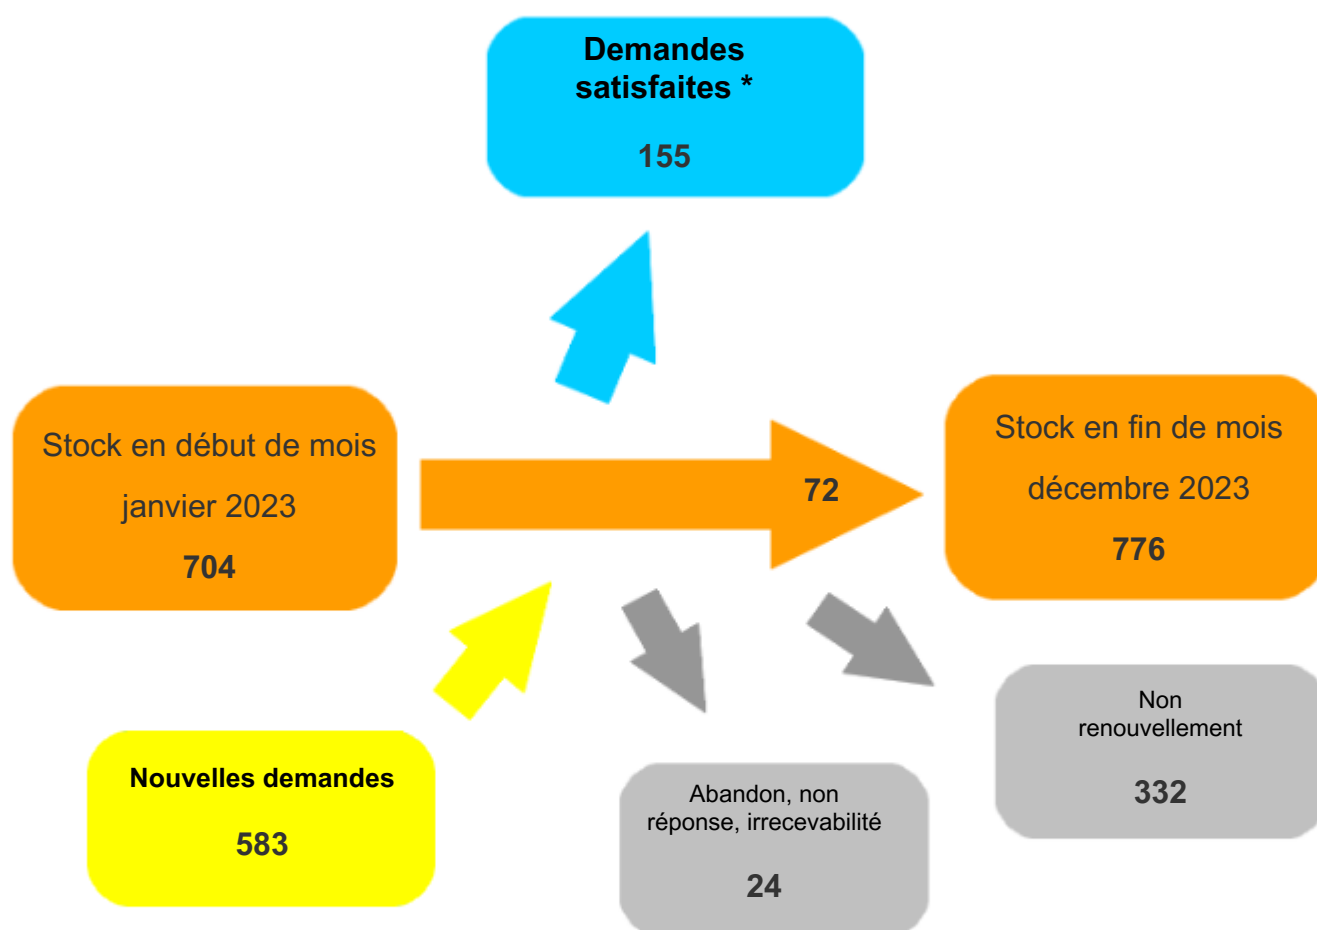 Demandes
satisfaites *
155
Stock en début de mois
janvier 2023
704
72
Stock en fin de mois
décembre 2023
776
Nouvelles demandes
583
Abandon, non
réponse, irrecevabilité
24
Non
renouvellement
332